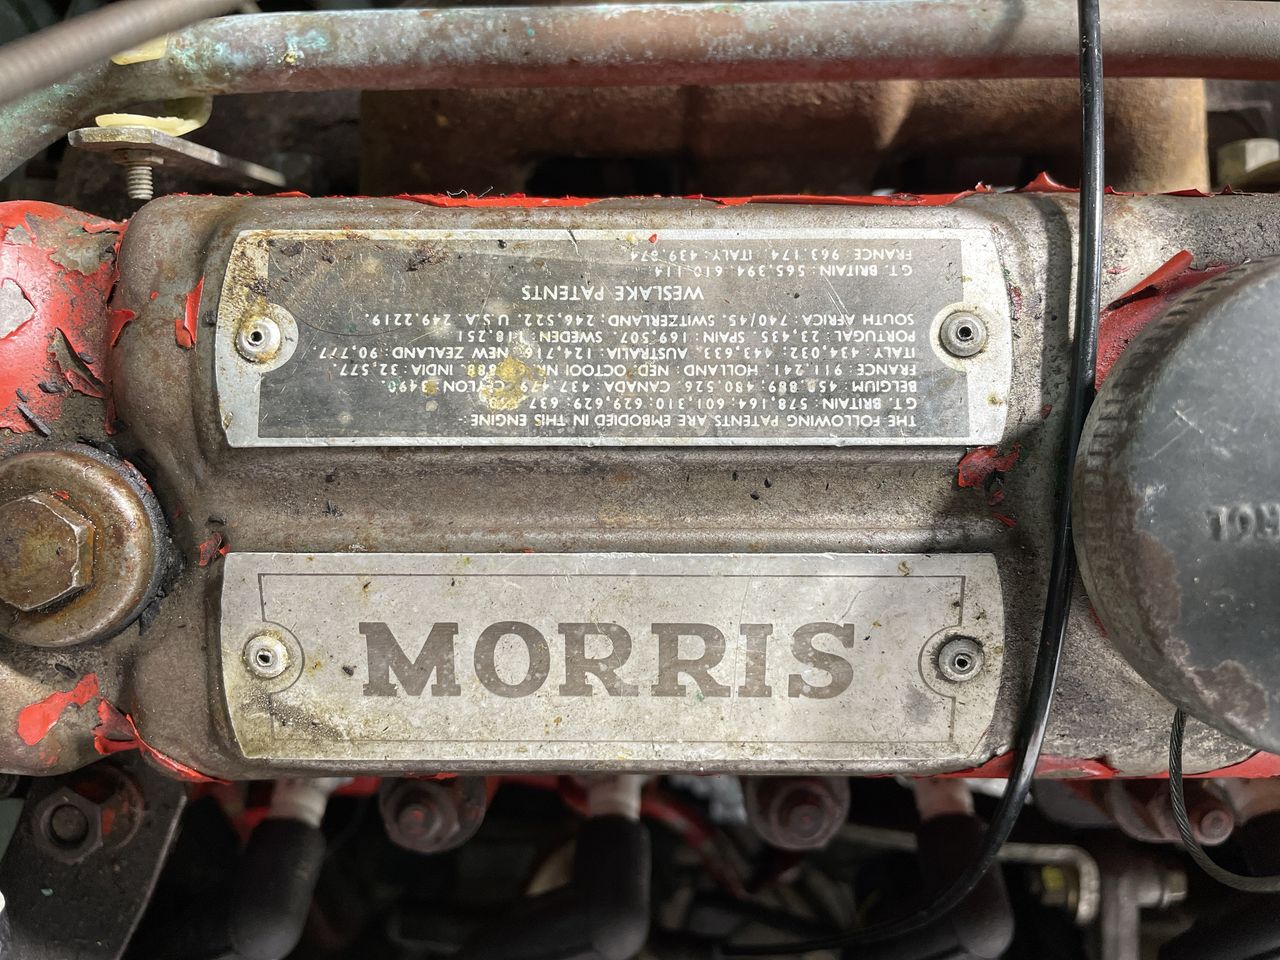 THE FOLLOWING PATENTS ARE EMBODIED IN THIS ENGINE:-
GT. BRITAIN 578,164; 601,310; 629,629; 637
BELGIUM: 458,889; 480,526, CANADA: 437,479, CEYLON: 3490
FRANCE: 911,241 HOLLAND: NED: OCTOOI NR. 688, INDIA 32,577.
ITALY: 434,032, 443,633, AUSTRALIA. 124,716, NEW ZEALAND: 90,777.
PORTUGAL 23,435, SPAIN: 169,507, SWEDEN: 118,251
SOUTH AFRICA: 740/45. SWITZERLAND: 246,522. U.S.A. 249,2219.
WESLAKE PATENTS
GT. BRITAIN: 565,394, 610,114
FRANCE 963,174 ITALY: 439,
MORRIS